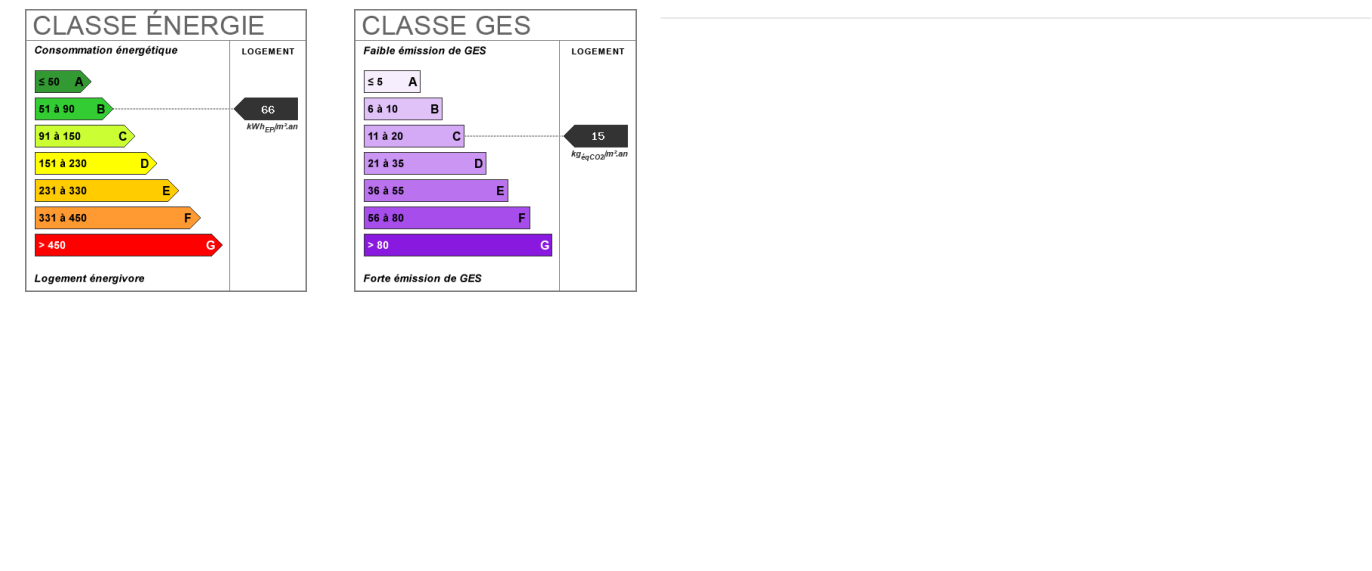 CLASSE ÉNERGIE
Consommation énergétique
LOGEMENT
≤ 50 A
51 à 90 B
66
kWhEP/m².an
91 à 150 C
151 à 230 D
231 à 330 E
331 à 450 F
> 450 G
Logement énergivore
CLASSE GES
Faible émission de GES
LOGEMENT
≤ 5 A
6 à 10 B
11 à 20 C
15
kgéqCO2/m².an
21 à 35 D
36 à 55 E
56 à 80 F
> 80 G
Forte émission de GES